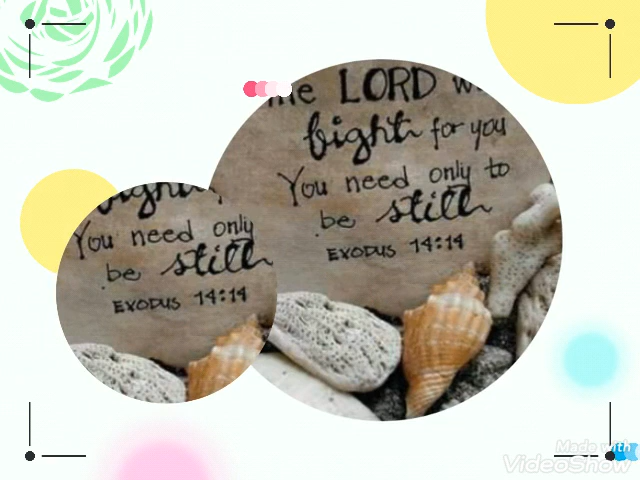 The LORD w
fight for you
You need only to
be still
EXODUS 14:14
You need only
be still
EXODUS 14:14
Made with
VideoShow